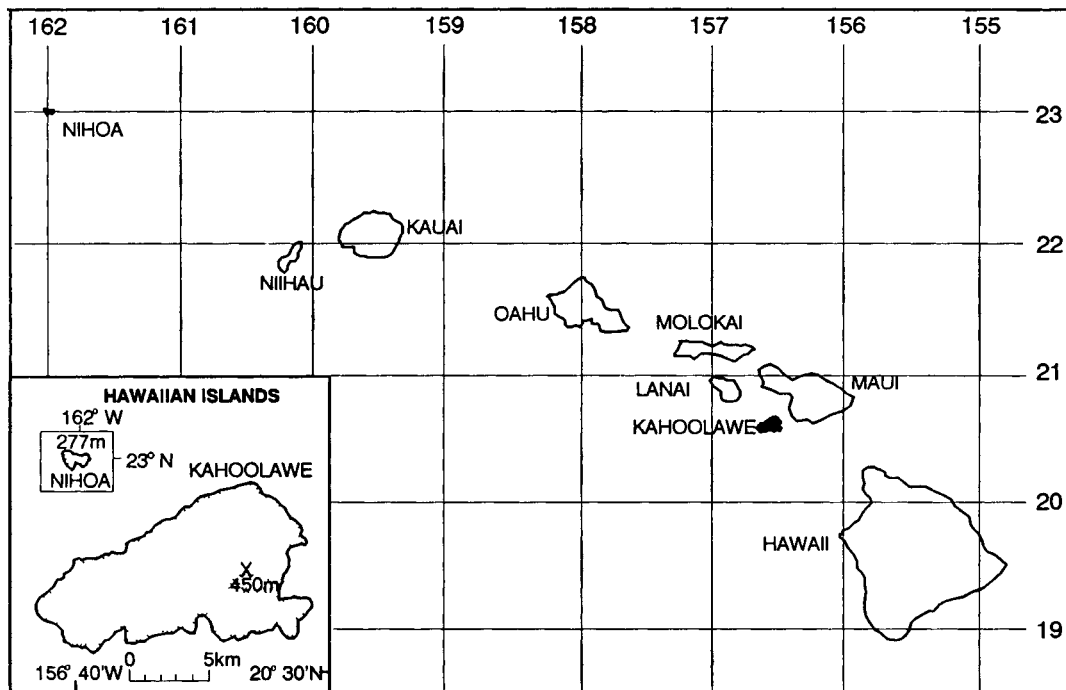 162 161 160 159 158 157 156 155
23
NIHOA
KAUAI
22
NIIHAU
OAHU
MOLOKAI
21
LANAI
MAUI
KAHOOLAWE
HAWAIIAN ISLANDS
162° W
277m
23° N
NIHOA
KAHOOLAWE
20
HAWAII
X
450m
19
0 5km
156° 40'W
20° 30'N